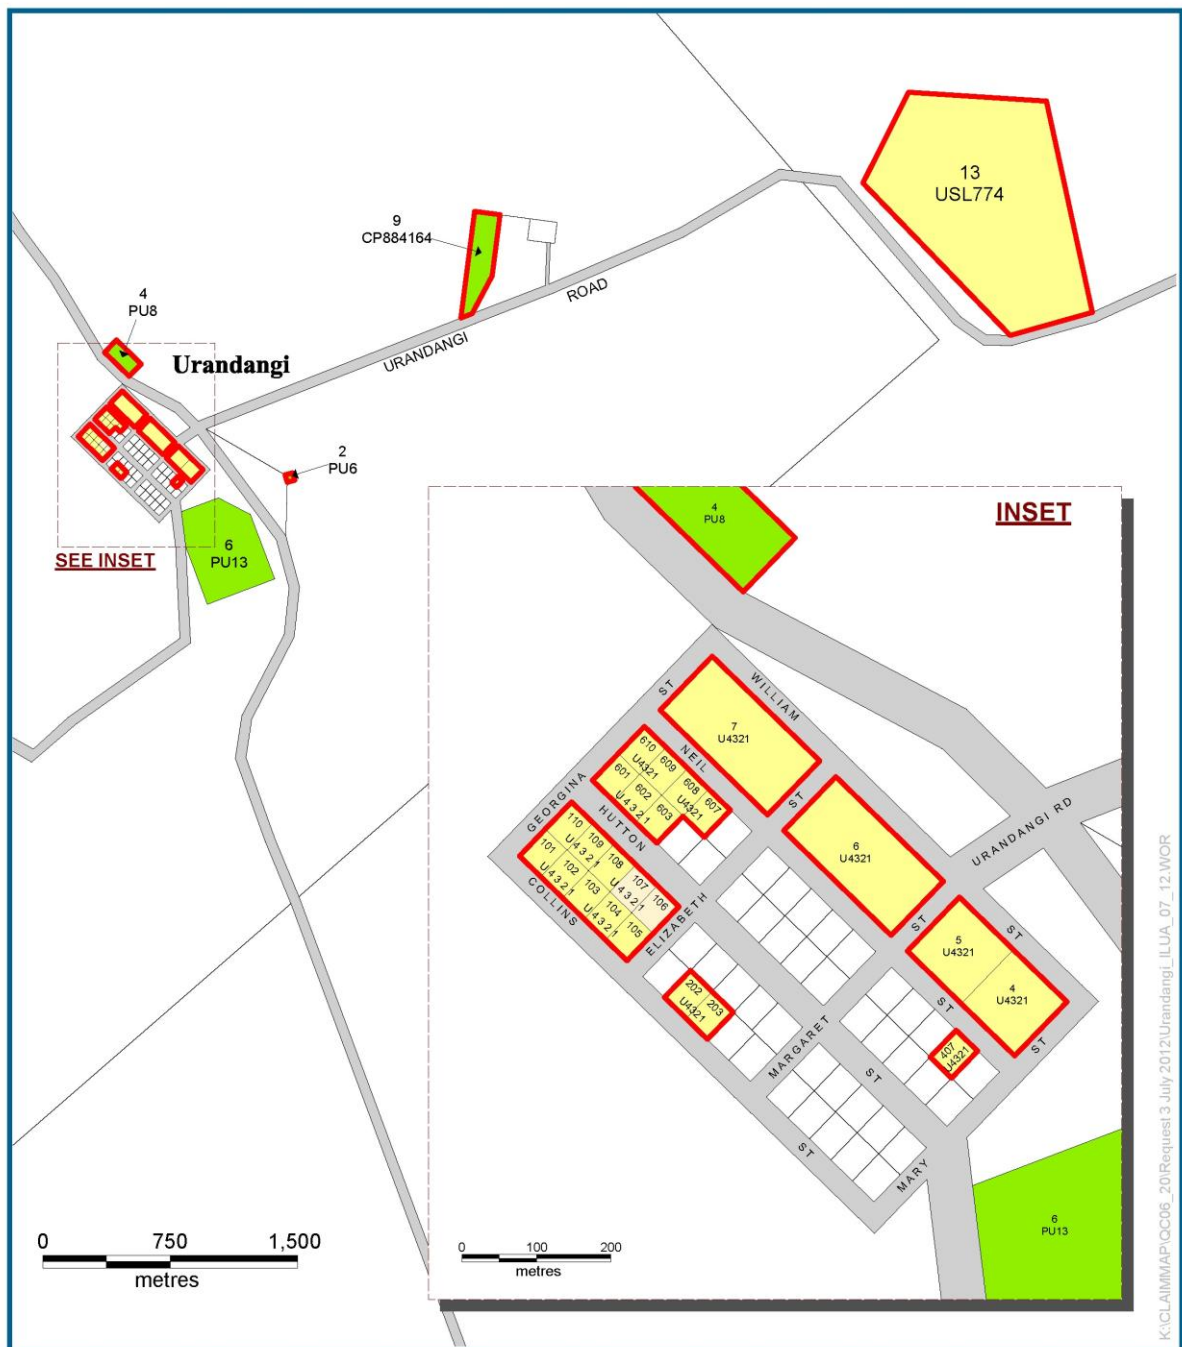 13
USL774
9
CP884164
URANDANGI
ROAD
4
PU8
Urandangi
2
PU6
6
PU13
SEE INSET
0 750 1,500
metres
INSET
4
PU8
WILLIAM
ST
7
U4321
NEIL
ST
610
609
U4321
601
602
608
607
U4321
603
U4321
GEORGINA
HUTTON
110
109
U4321
108
101
102
107
106
U4321
U4321
103
104
105
U4321
COLLINS
ELIZABETH
6
U4321
URANDANGI RD
ST
ST
5
U4321
4
U4321
ST
ST
202
203
U4321
407
U4321
MARGARET
ST
ST
MARY
6
PU13
0 100 200
metres
K:\CLAIMMAP\QC06_20\Request 3 July 2012\Urandangi_ILUA_07_12.WOR